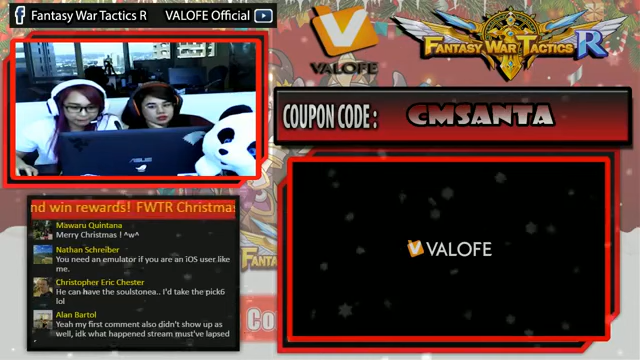 Fantasy War Tactics R
VALOFE Official
VALOFE
FANTASY WAR TACTICS R
COUPON CODE :
CMSANTA
ASUS
nd win rewards! FWTR Christmas
Mawaru Quintana
Merry Christmas ! ^w^
Nathan Schreiber
You need an emulator if you are an iOS user like
me.
Christopher Eric Chester
He can have the soulstonea.. I'd take the pick6
lol
Alan Bartol
Yeah my first comment also didn't show up as
well, idk what happened stream must've lapsed
VALOFE
Co